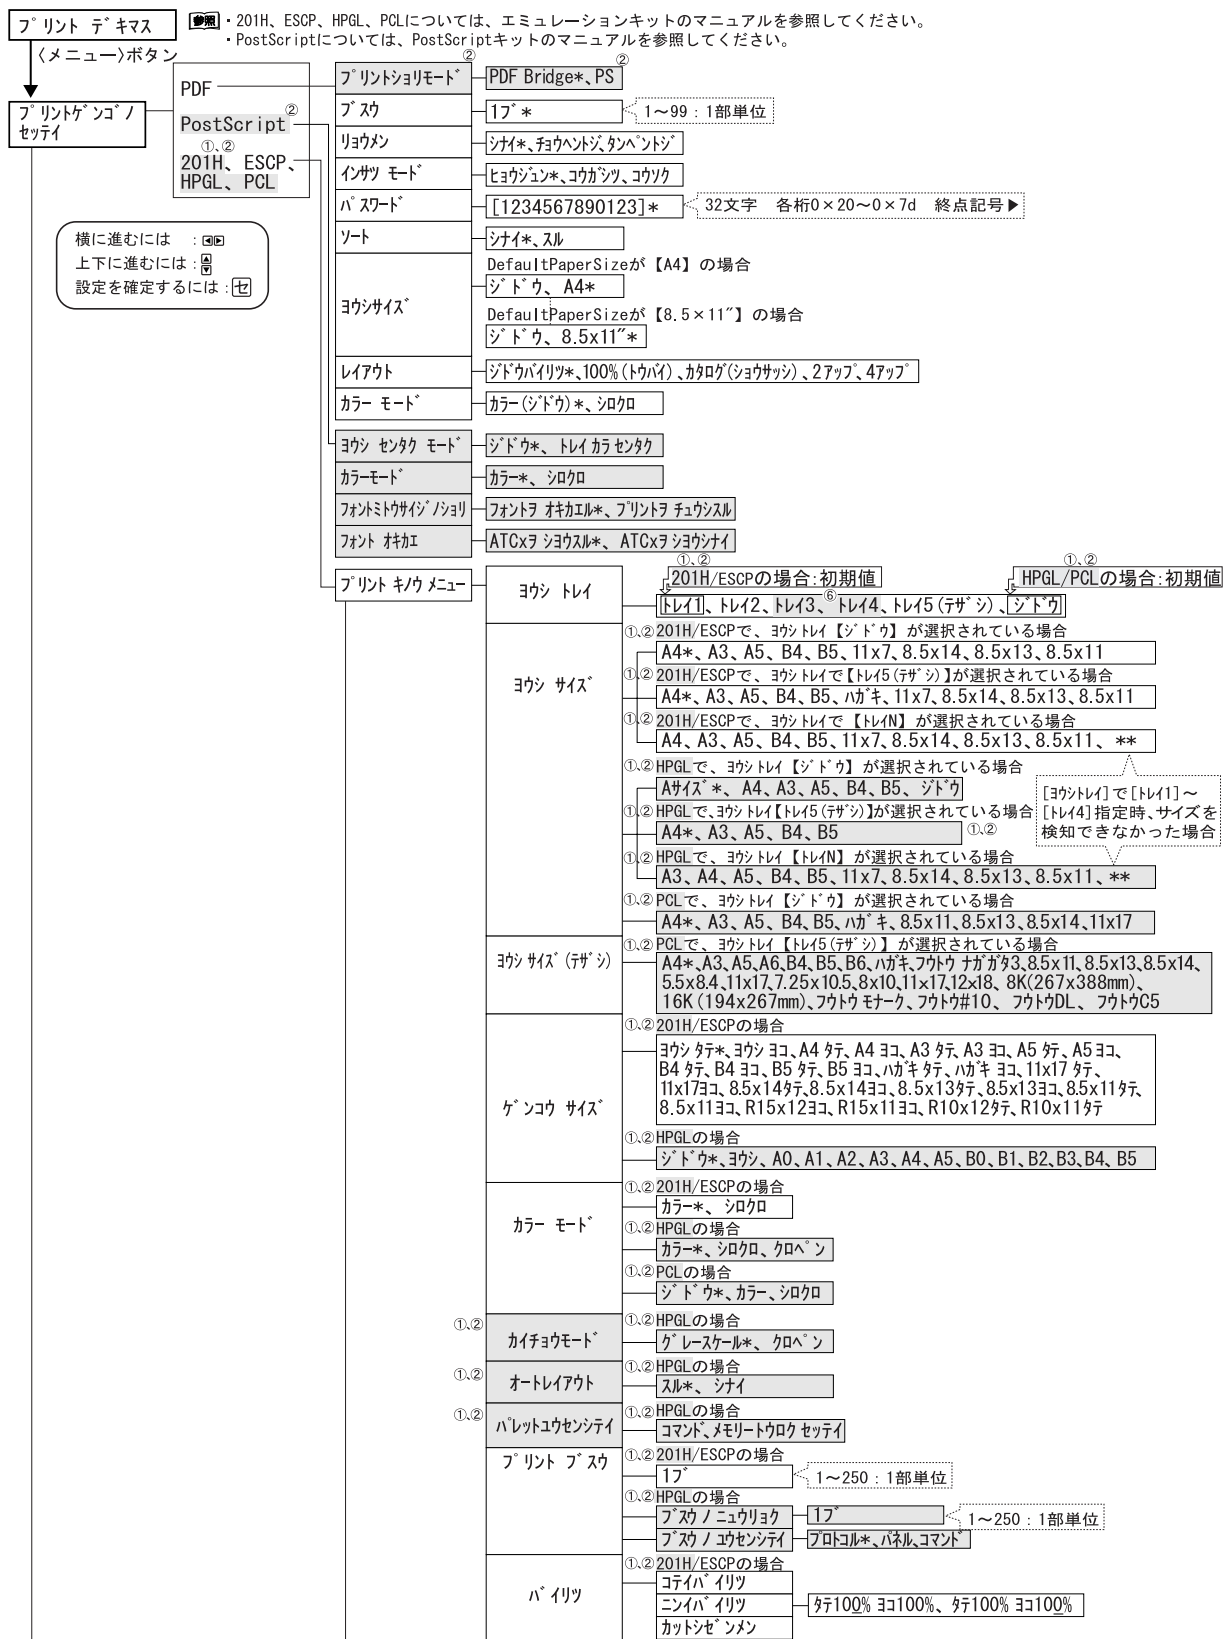 プリント デキマス
参照・201H、ESCP、HPGL、PCLについては、エミュレーションキットのマニュアルを参照してください。
・PostScriptについては、PostScriptキットのマニュアルを参照してください。
〈メニュー〉ボタン
プリントゲンゴノ
セッテイ
PDF
PostScript②
①、②
201H、ESCP、
HPGL、PCL
横に進むには :◀▶
上下に進むには:▲▼
設定を確定するには:セ
プリントショリモード② PDF Bridge*、PS②
ブスウ 1ブ* 1~99:1部単位
リョウメン シナイ*、チョウヘントジ、タンペントジ
インサツ モード ヒョウジュン*、コウガシツ、コウソク
パスワード [1234567890123]* 32文字 各桁0×20~0×7d 終点記号▶
ソート シナイ*、スル
ヨウシサイズ
DefaultPaperSizeが【A4】の場合
ジドウ、A4*
DefaultPaperSizeが【8.5×11″】の場合
ジドウ、8.5x11″*
レイアウト ジドウバイリツ*、100%(トウバイ)、カタログ(ショウサッシ)、2アップ、4アップ
カラー モード カラー(ジドウ)*、シロクロ
ヨウシ センタク モード ジドウ*、トレイ カラ センタク
カラーモード カラー*、シロクロ
フォントミトウサイジノショリ フォントヲ オキカエル*、プリントヲ チュウシスル
フォント オキカエ ATCxヲ ショウスル*、ATCxヲ ショウシナイ
プリント キノウ メニュー
ヨウシ トレイ
①、②
201H/ESCPの場合:初期値
①、②
HPGL/PCLの場合:初期値
トレイ1、トレイ2、トレイ3、⑥トレイ4、トレイ5(テザシ)、ジドウ
ヨウシ サイズ
①、②201H/ESCPで、ヨウシトレイ【ジドウ】が選択されている場合
A4*、A3、A5、B4、B5、11x7、8.5x14、8.5x13、8.5x11
①、②201H/ESCPで、ヨウシトレイで【トレイ5(テザシ)】が選択されている場合
A4*、A3、A5、B4、B5、ハガキ、11x7、8.5x14、8.5x13、8.5x11
①、②201H/ESCPで、ヨウシトレイで【トレイN】が選択されている場合
A4、A3、A5、B4、B5、11x7、8.5x14、8.5x13、8.5x11、**
①、②HPGLで、ヨウシトレイ【ジドウ】が選択されている場合
Aサイズ*、A4、A3、A5、B4、B5、ジドウ
①、②HPGLで、ヨウシトレイ【トレイ5(テザシ)】が選択されている場合
A4*、A3、A5、B4、B5 ①、②
[ヨウシトレイ]で[トレイ1]~
[トレイ4]指定時、サイズを
検知できなかった場合
①、②HPGLで、ヨウシトレイ【トレイN】が選択されている場合
A3、A4、A5、B4、B5、11x7、8.5x14、8.5x13、8.5x11、**
①、②PCLで、ヨウシトレイ【ジドウ】が選択されている場合
A4*、A3、A5、B4、B5、ハガキ、8.5x11、8.5x13、8.5x14、11x17
ヨウシ サイズ(テザシ)
①、②PCLで、ヨウシトレイ【トレイ5(テザシ)】が選択されている場合
A4*、A3、A5、A6、B4、B5、B6、ハガキ、フウトウ ナガガタ3、8.5x11、8.5x13、8.5x14、
5.5x8.4、11x17、7.25x10.5、8x10、11x17、12x18、8K(267x388mm)、
16K(194x267mm)、フウトウ モナーク、フウトウ#10、フウトウDL、フウトウC5
ゲンコウ サイズ
①、②201H/ESCPの場合
ヨウシ タテ*、ヨウシ ヨコ、A4 タテ、A4 ヨコ、A3 タテ、A3 ヨコ、A5 タテ、A5 ヨコ、
B4 タテ、B4 ヨコ、B5 タテ、B5 ヨコ、ハガキ タテ、ハガキ ヨコ、11x17 タテ、
11x17ヨコ、8.5x14タテ、8.5x14ヨコ、8.5x13タテ、8.5x13ヨコ、8.5x11タテ、
8.5x11ヨコ、R15x12ヨコ、R15x11ヨコ、R10x12タテ、R10x11タテ
①、②HPGLの場合
ジドウ*、ヨウシ、A0、A1、A2、A3、A4、A5、B0、B1、B2、B3、B4、B5
カラー モード
①、②201H/ESCPの場合
カラー*、シロクロ
①、②HPGLの場合
カラー*、シロクロ、クロペン
①、②PCLの場合
ジドウ*、カラー、シロクロ
①、② カイチョウモード
①、②HPGLの場合
グレースケール*、クロペン
①、② オートレイアウト
①、②HPGLの場合
スル*、シナイ
①、② パレットユウセンシテイ
①、②HPGLの場合
コマンド、メモリートウロク セッテイ
プリント ブスウ
①、②201H/ESCPの場合
1ブ 1~250:1部単位
①、②HPGLの場合
ブスウ ノ ニュウリョク 1ブ 1~250:1部単位
ブスウ ノ ユウセンシテイ プロトコル*、パネル、コマンド
バイリツ
①、②201H/ESCPの場合
コテイバイリツ
ニンイバイリツ タテ100% ヨコ100%、タテ100% ヨコ100%
カットシゼンメン